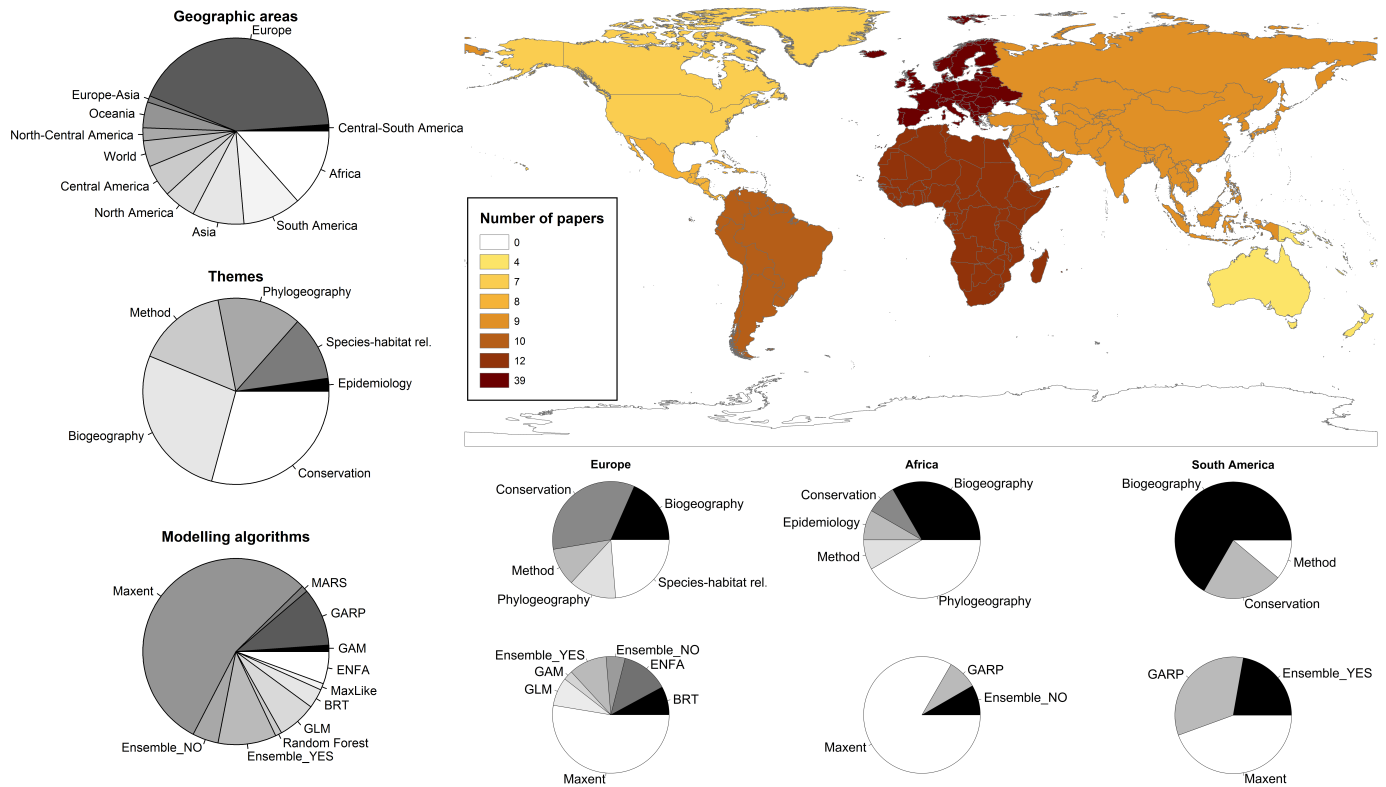 Geographic areas
Europe
Europe-Asia
Oceania
North-Central America
World
Central America
North America
Asia
South America
Africa
Central-South America
Themes
Phylogeography
Method
Species-habitat rel.
Epidemiology
Biogeography
Conservation
Modelling algorithms
Maxent
MARS
GARP
GAM
ENFA
MaxLike
BRT
GLM
Random Forest
Ensemble_YES
Ensemble_NO
Number of papers
0
4
7
8
9
10
12
39
Europe
Conservation
Biogeography
Method
Phylogeography
Species-habitat rel.
Africa
Biogeography
Conservation
Epidemiology
Method
Phylogeography
South America
Biogeography
Method
Conservation
Ensemble_NO
Ensemble_YES
ENFA
GAM
GLM
BRT
Maxent
GARP
Ensemble_NO
Maxent
GARP
Ensemble_YES
Maxent